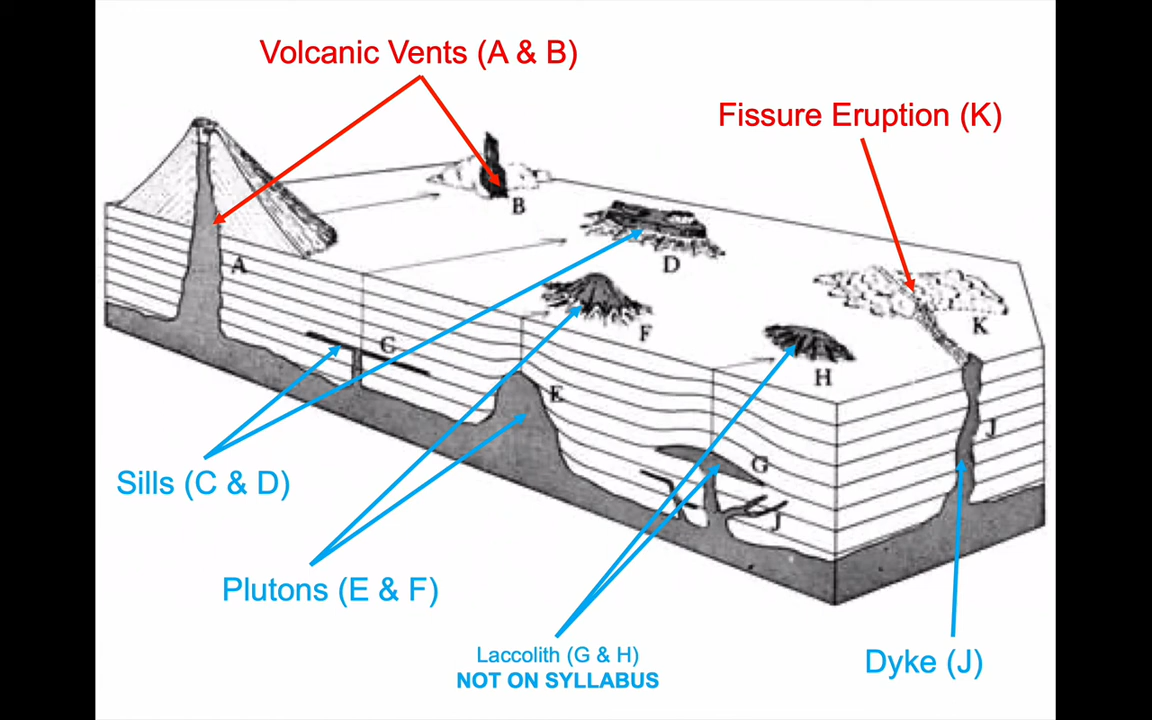 Volcanic Vents (A & B)
Fissure Eruption (K)
B
A
D
K
F
C
H
E
J
G
I
Sills (C & D)
Plutons (E & F)
Laccolith (G & H)
NOT ON SYLLABUS
Dyke (J)